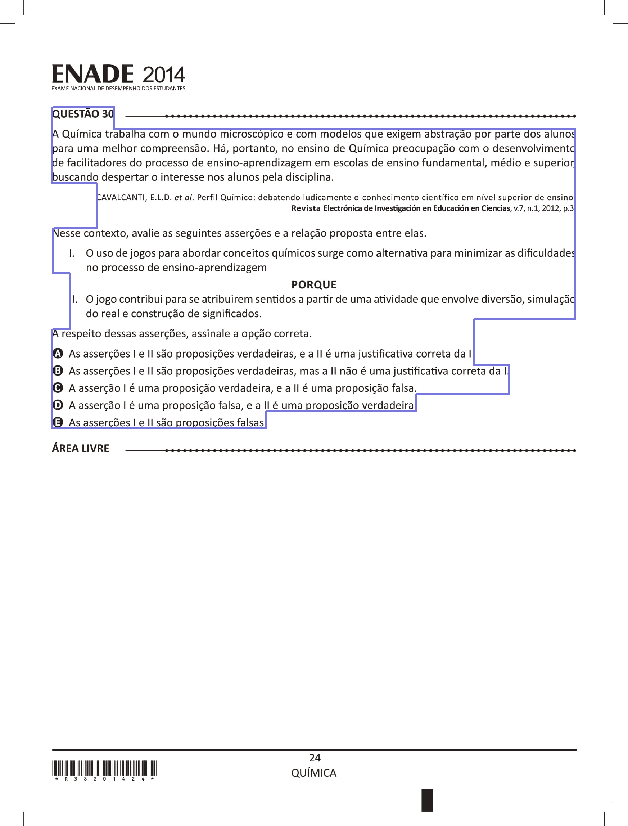 ENADE 2014
EXAME NACIONAL DE DESEMPENHO DOS ESTUDANTES
QUESTÃO 30
A Química trabalha com o mundo microscópico e com modelos que exigem abstração por parte dos alunos
para uma melhor compreensão. Há, portanto, no ensino de Química preocupação com o desenvolvimento
de facilitadores do processo de ensino-aprendizagem em escolas de ensino fundamental, médio e superior,
buscando despertar o interesse nos alunos pela disciplina.
CAVALCANTI, E.L.D. et al. Perfil Químico: debatendo ludicamente o conhecimento científico em nível superior de ensino.
Revista Electrónica de Investigación en Educación en Ciencias, v.7, n.1, 2012, p.3
Nesse contexto, avalie as seguintes asserções e a relação proposta entre elas.
I. O uso de jogos para abordar conceitos químicos surge como alternativa para minimizar as dificuldades
no processo de ensino-aprendizagem
PORQUE
I. O jogo contribui para se atribuirem sentidos a partir de uma atividade que envolve diversão, simulação
do real e construção de significados.
A respeito dessas asserções, assinale a opção correta.
A As asserções I e II são proposições verdadeiras, e a II é uma justificativa correta da I.
B As asserções I e II são proposições verdadeiras, mas a II não é uma justificativa correta da I.
C A asserção I é uma proposição verdadeira, e a II é uma proposição falsa.
D A asserção I é uma proposição falsa, e a II é uma proposição verdadeira.
E As asserções I e II são proposições falsas.
ÁREA LIVRE
24
QUÍMICA
*R38201424*